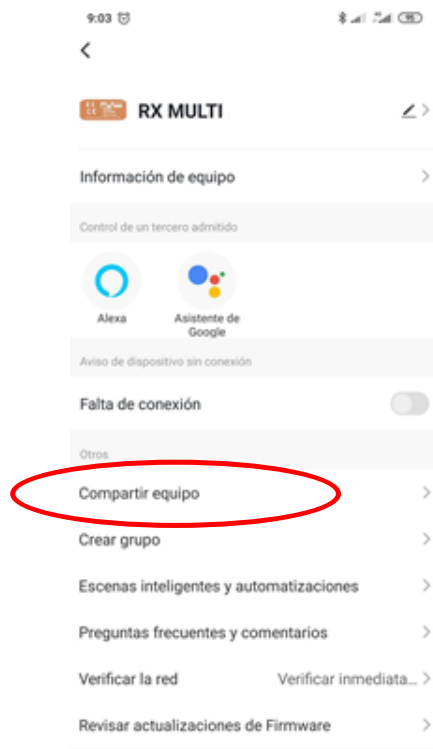 9:03
95
RX MULTI
Información de equipo
Control de un tercero admitido
Alexa
Asistente de
Google
Aviso de dispositivo sin conexión
Falta de conexión
Otros
Compartir equipo
Crear grupo
Escenas inteligentes y automatizaciones
Preguntas frecuentes y comentarios
Verificar la red Verificar inmediata...
Revisar actualizaciones de Firmware